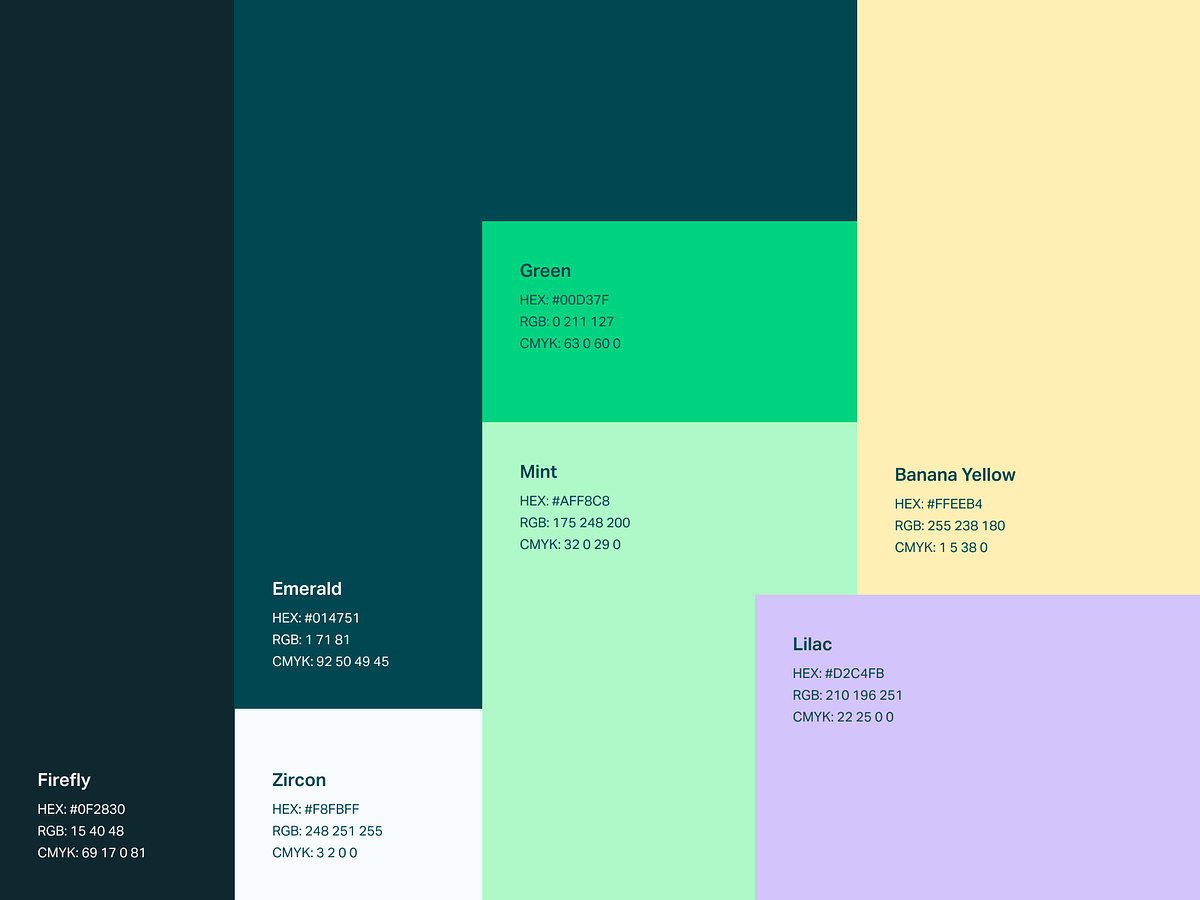 Green
HEX: #00D37F
RGB: 0 211 127
CMYK: 63 0 60 0
Mint
HEX: #AFF8C8
RGB: 175 248 200
CMYK: 32 0 29 0
Banana Yellow
HEX: #FFEEB4
RGB: 255 238 180
CMYK: 1 5 38 0
Emerald
HEX: #014751
RGB: 1 71 81
CMYK: 92 50 49 45
Lilac
HEX: #D2C4FB
RGB: 210 196 251
CMYK: 22 25 0 0
Firefly
HEX: #0F2830
RGB: 15 40 48
CMYK: 69 17 0 81
Zircon
HEX: #F8FBFF
RGB: 248 251 255
CMYK: 3 2 0 0